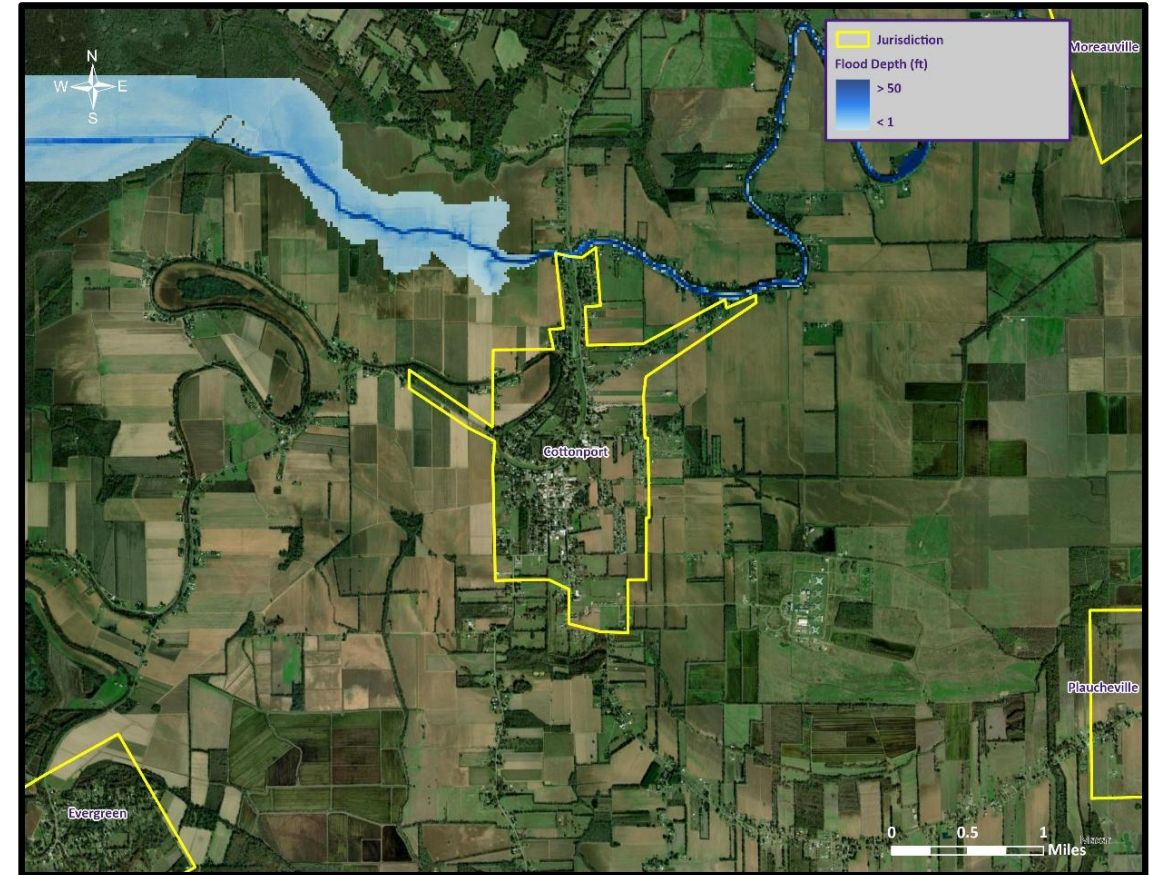 Jurisdiction
Flood Depth (ft)
> 50
< 1
Moreauville
N
W E
S
Cottonport
Plaucheville
Evergreen
0 0.5 1
Miles